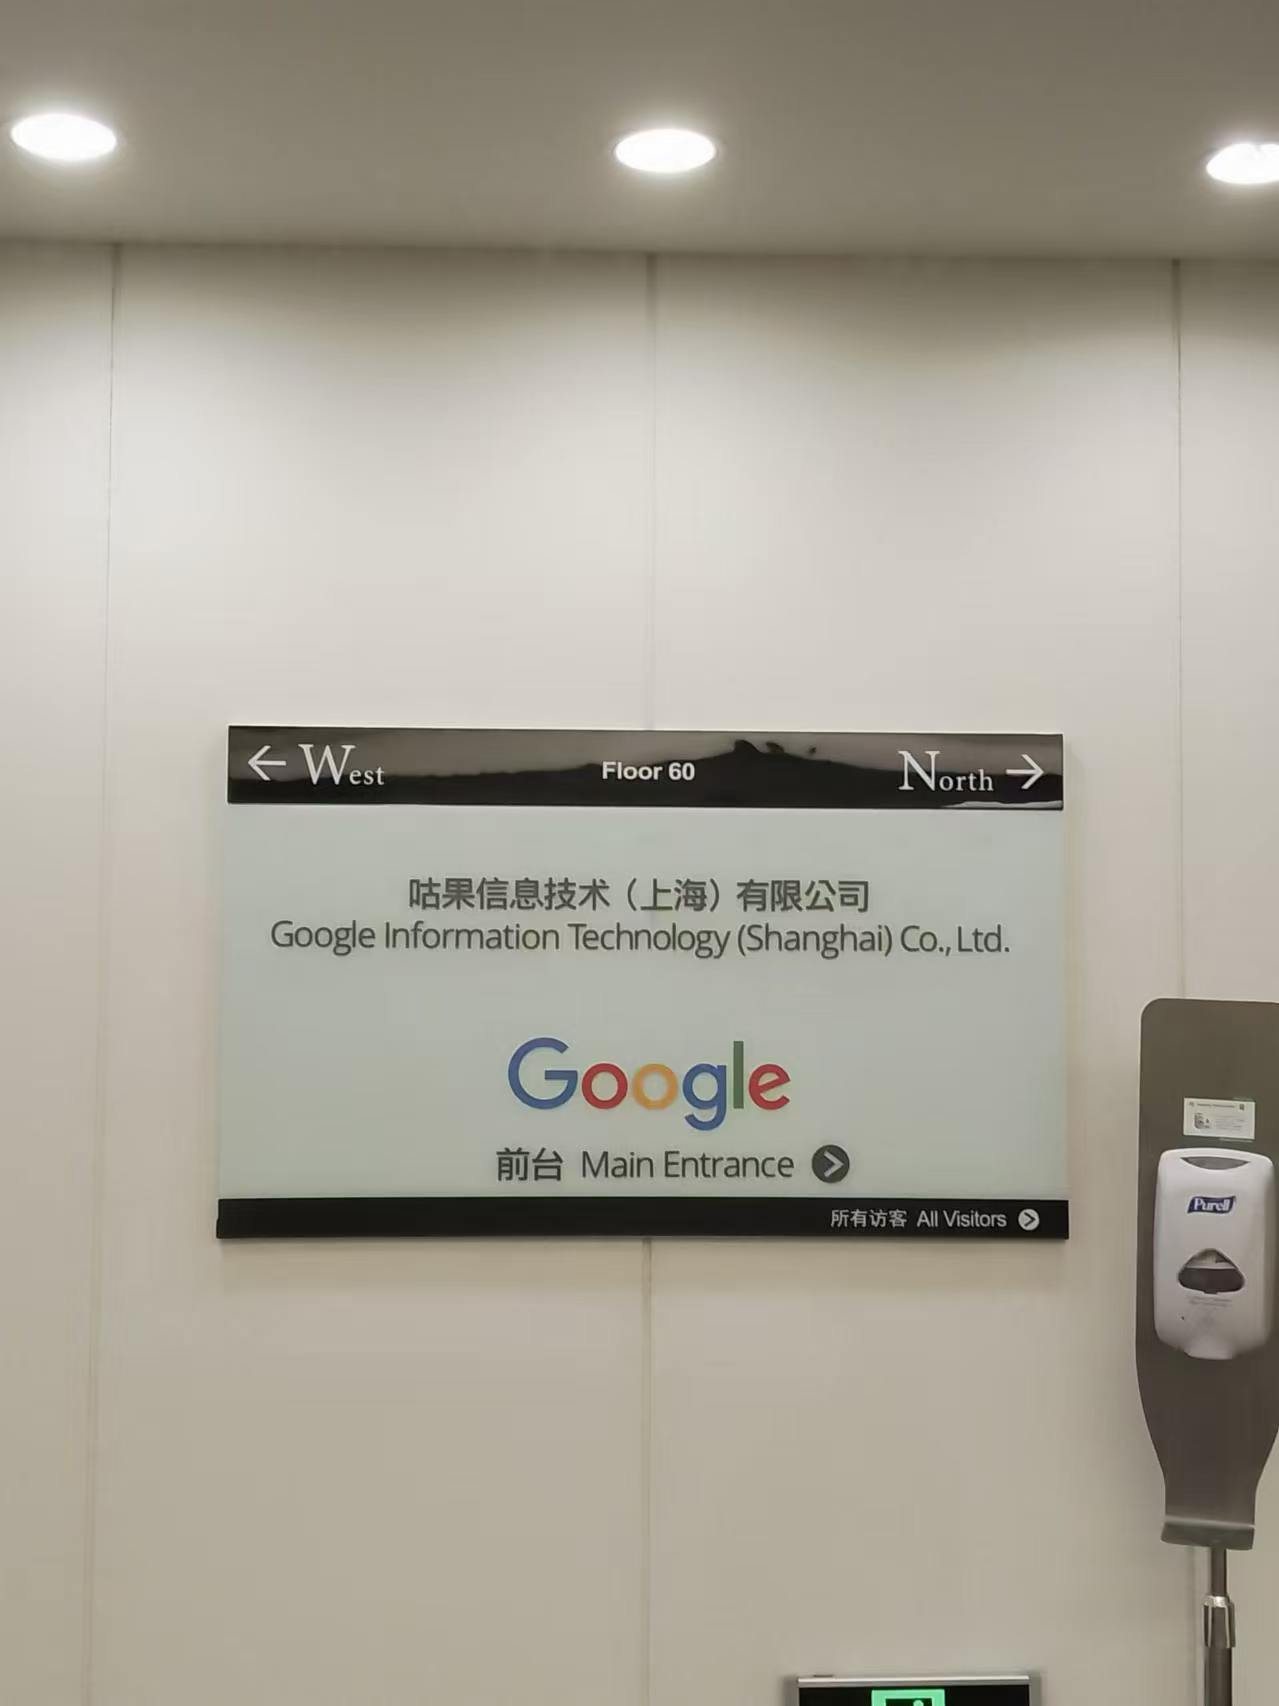 ← West Floor 60 North →
咕果信息技术（上海）有限公司
Google Information Technology (Shanghai) Co., Ltd.
Google
前台 Main Entrance
所有访客 All Visitors
Purell